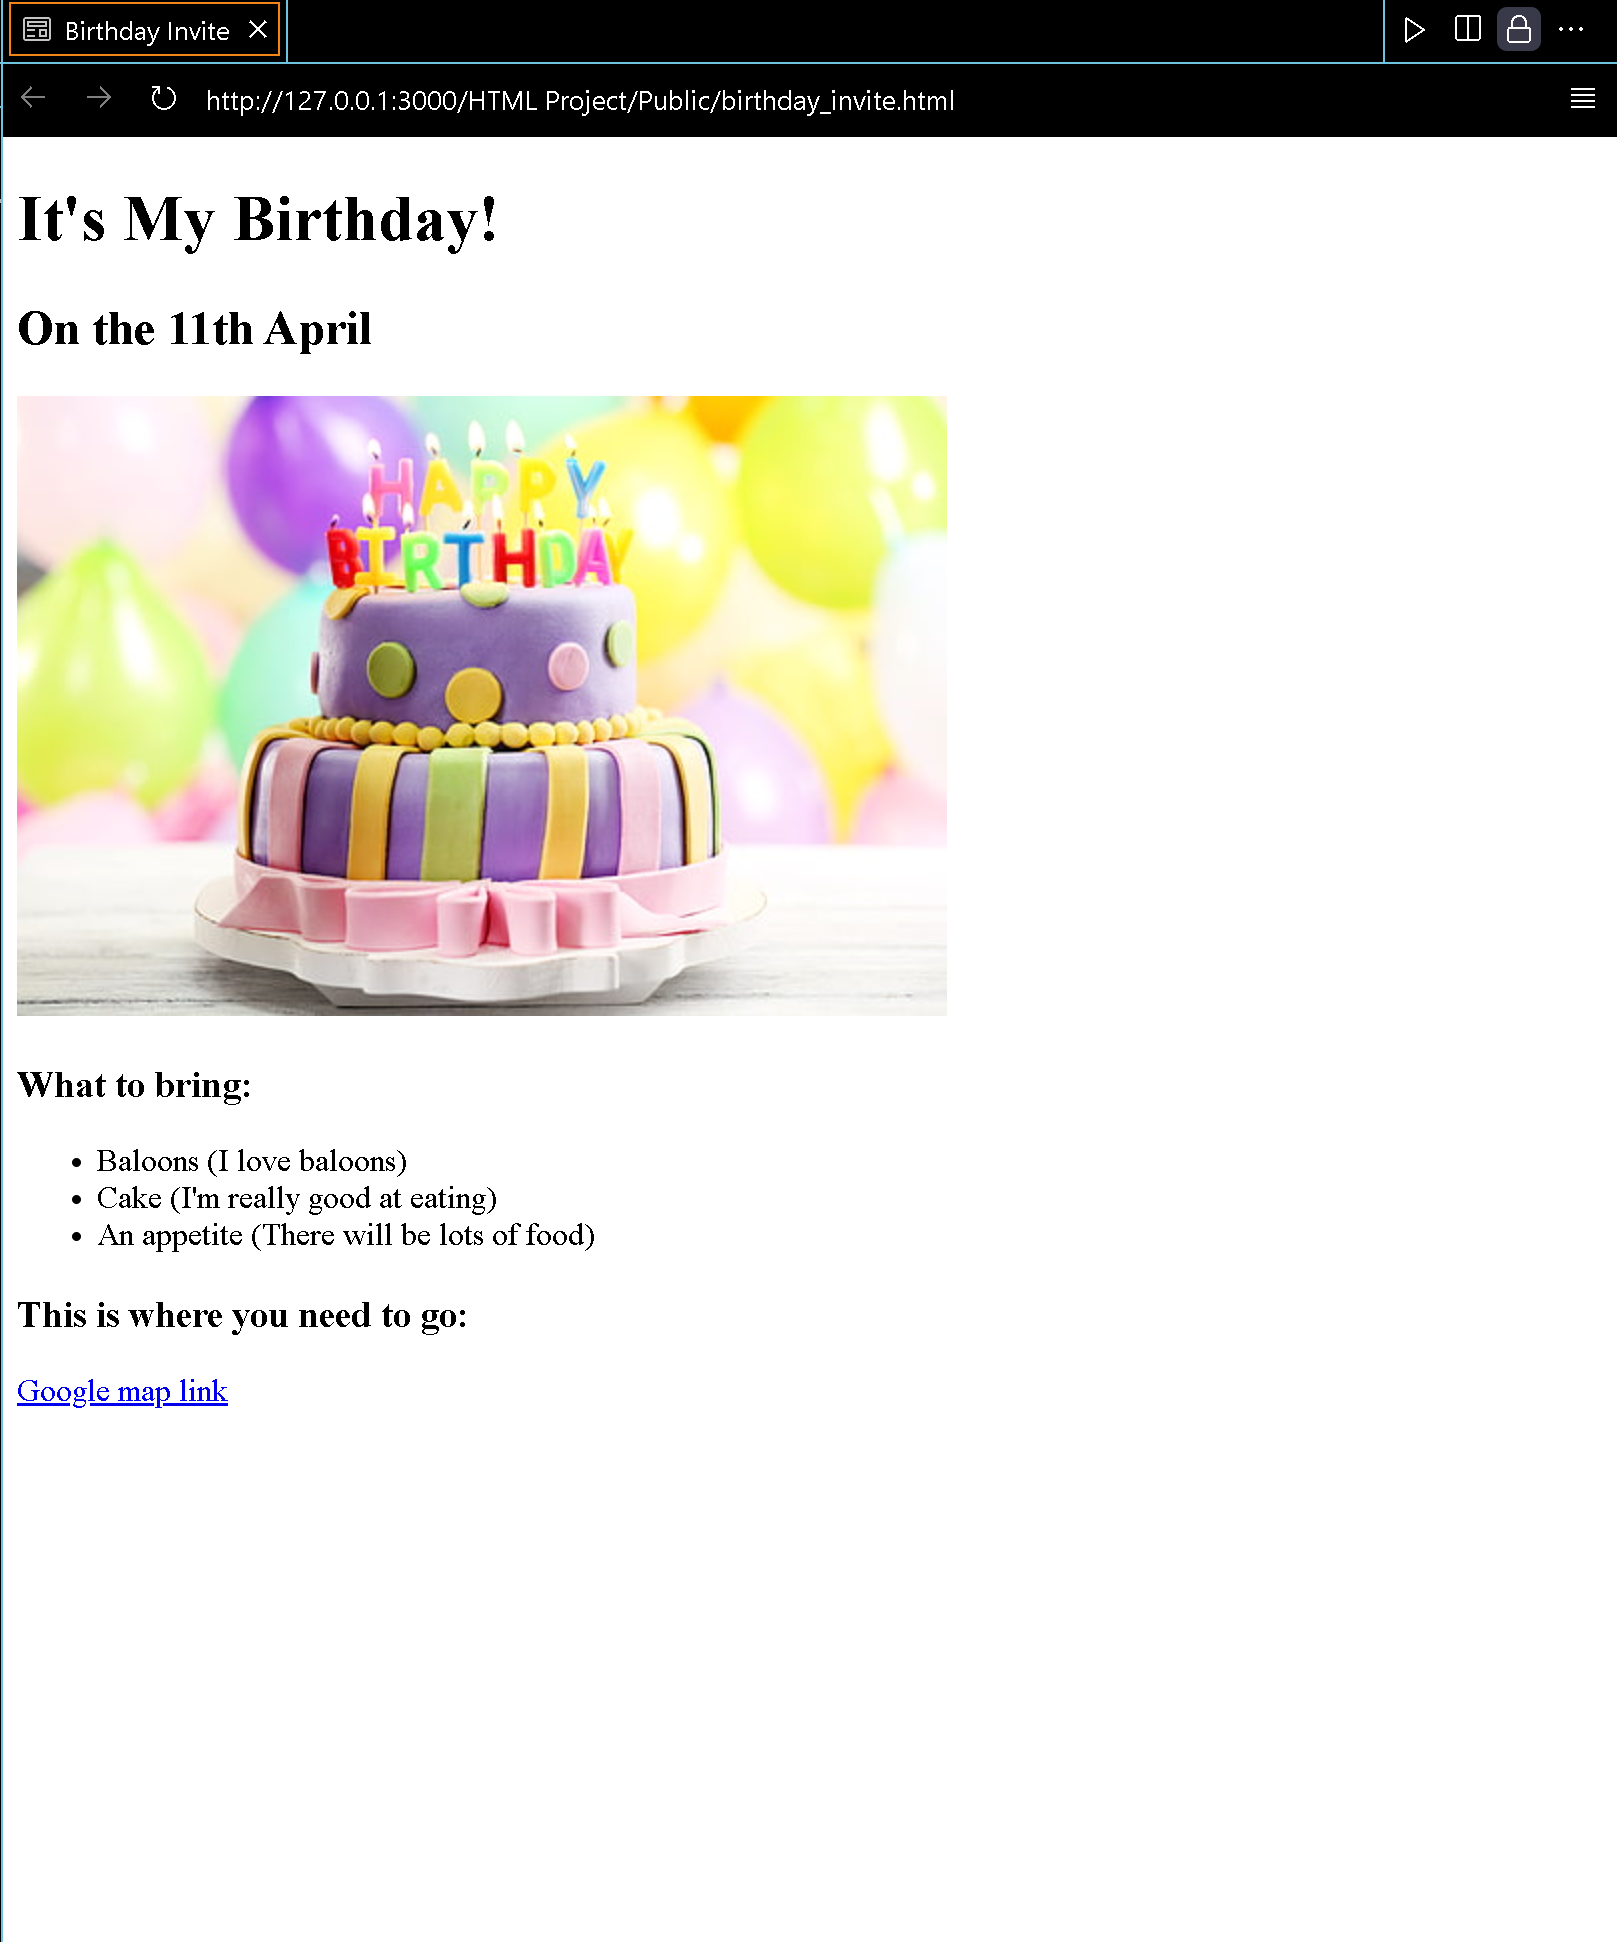 Birthday Invite
http://127.0.0.1:3000/HTML Project/Public/birthday_invite.html
It's My Birthday!
On the 11th April
HAPPY
BIRTHDAY
What to bring:
Baloons (I love baloons)
Cake (I'm really good at eating)
An appetite (There will be lots of food)
This is where you need to go:
Google map link